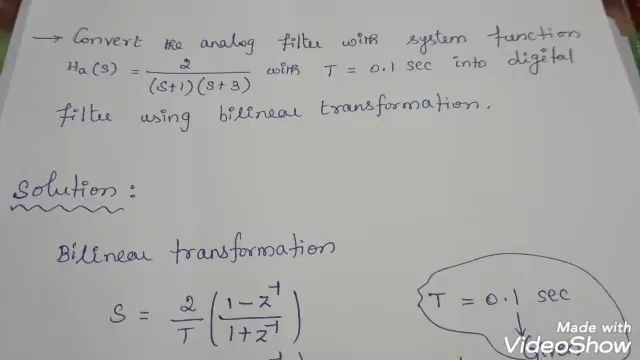 → Convert the analog filter with system function
Ha(s) = 2 / (s+1)(s+3) with T = 0.1 sec into digital
filter using bilinear transformation.
Solution:
Bilinear transformation
S = 2/T (1 - z⁻¹ / 1 + z⁻¹)
T = 0.1 sec
Made with
VideoShow